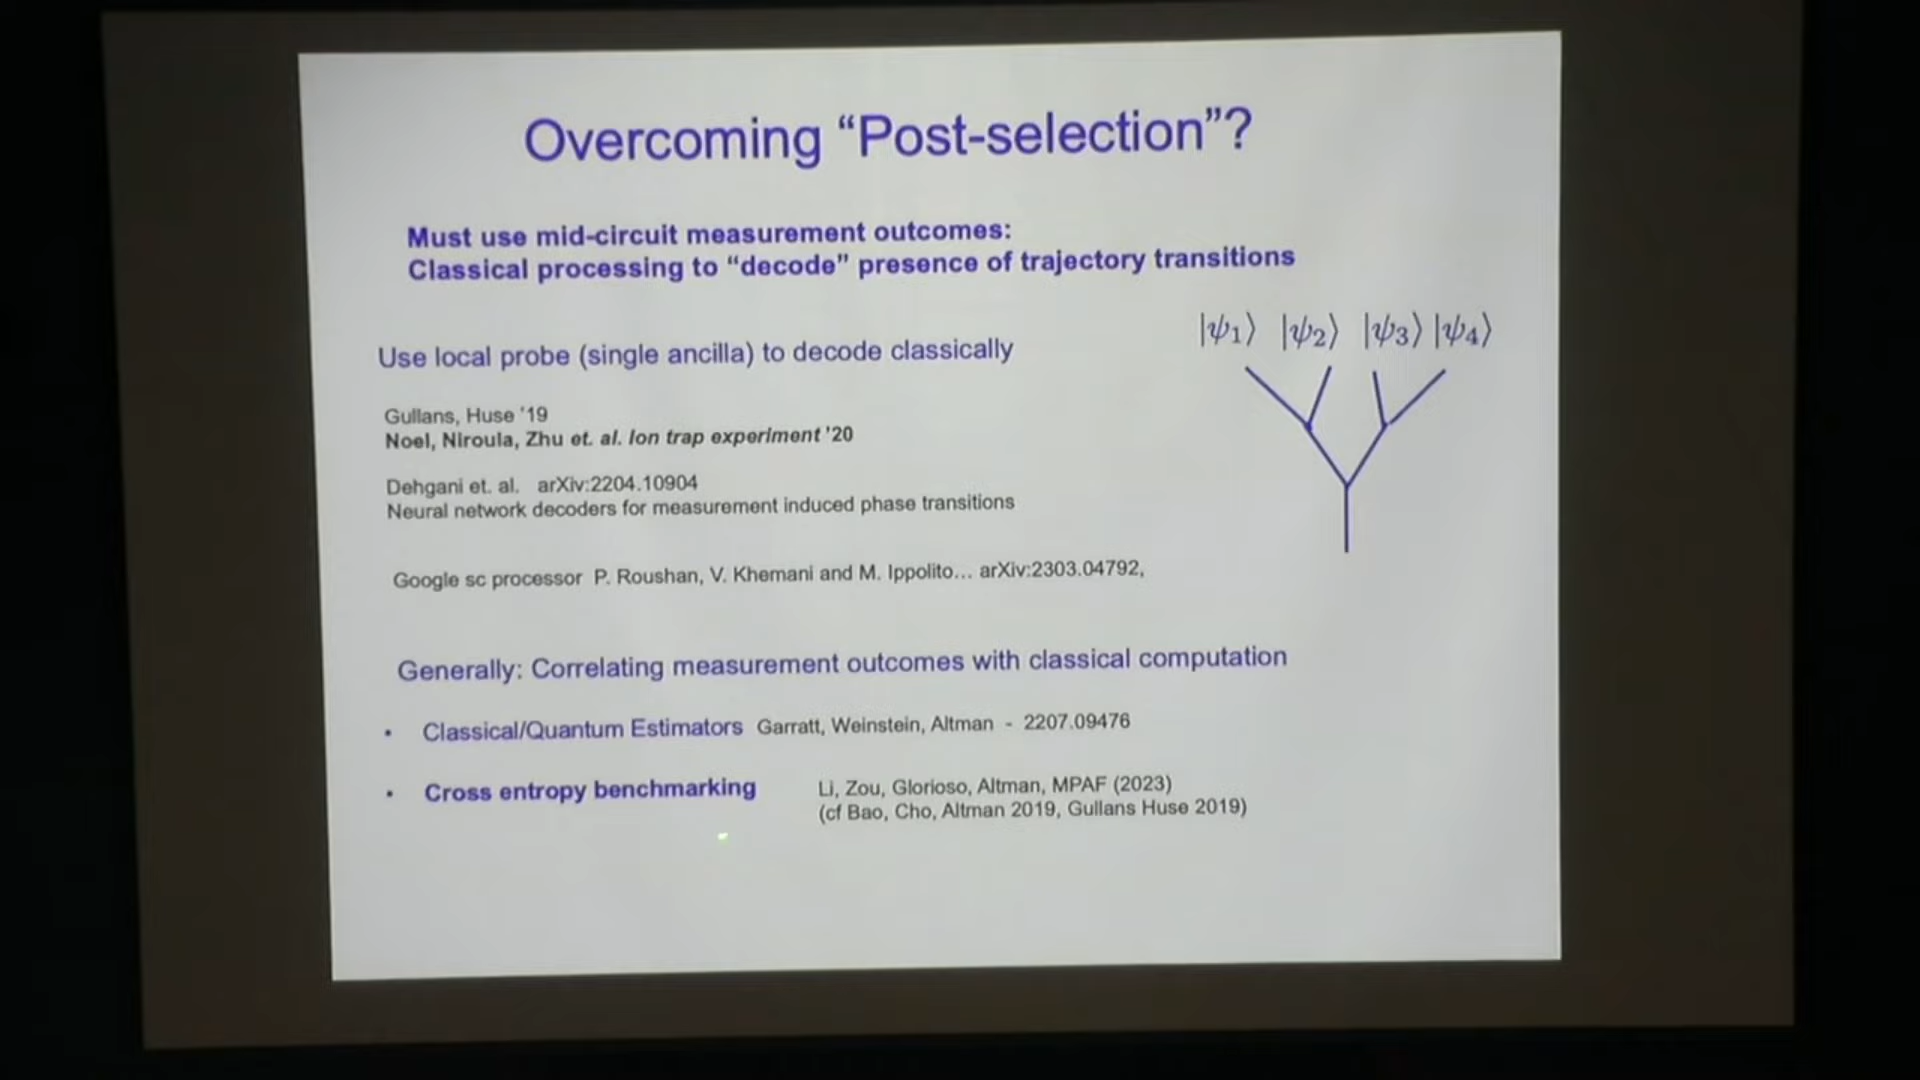 Overcoming “Post-selection”?
Must use mid-circuit measurement outcomes:
Classical processing to “decode” presence of trajectory transitions
|ψ₁⟩ |ψ₂⟩ |ψ₃⟩ |ψ₄⟩
Use local probe (single ancilla) to decode classically
Gullans, Huse '19
Noel, Niroula, Zhu et. al. Ion trap experiment '20
Dehgani et. al. arXiv:2204.10904
Neural network decoders for measurement induced phase transitions
Google sc processor P. Roushan, V. Khemani and M. Ippolito... arXiv:2303.04792,
Generally: Correlating measurement outcomes with classical computation
• Classical/Quantum Estimators Garratt, Weinstein, Altman - 2207.09476
• Cross entropy benchmarking Li, Zou, Glorioso, Altman, MPAF (2023)
(cf Bao, Cho, Altman 2019, Gullans Huse 2019)